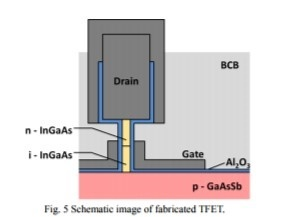 BCB
Drain
n - InGaAs
i - InGaAs
Gate
Al₂O₃
p - GaAsSb
Fig. 5 Schematic image of fabricated TFET.